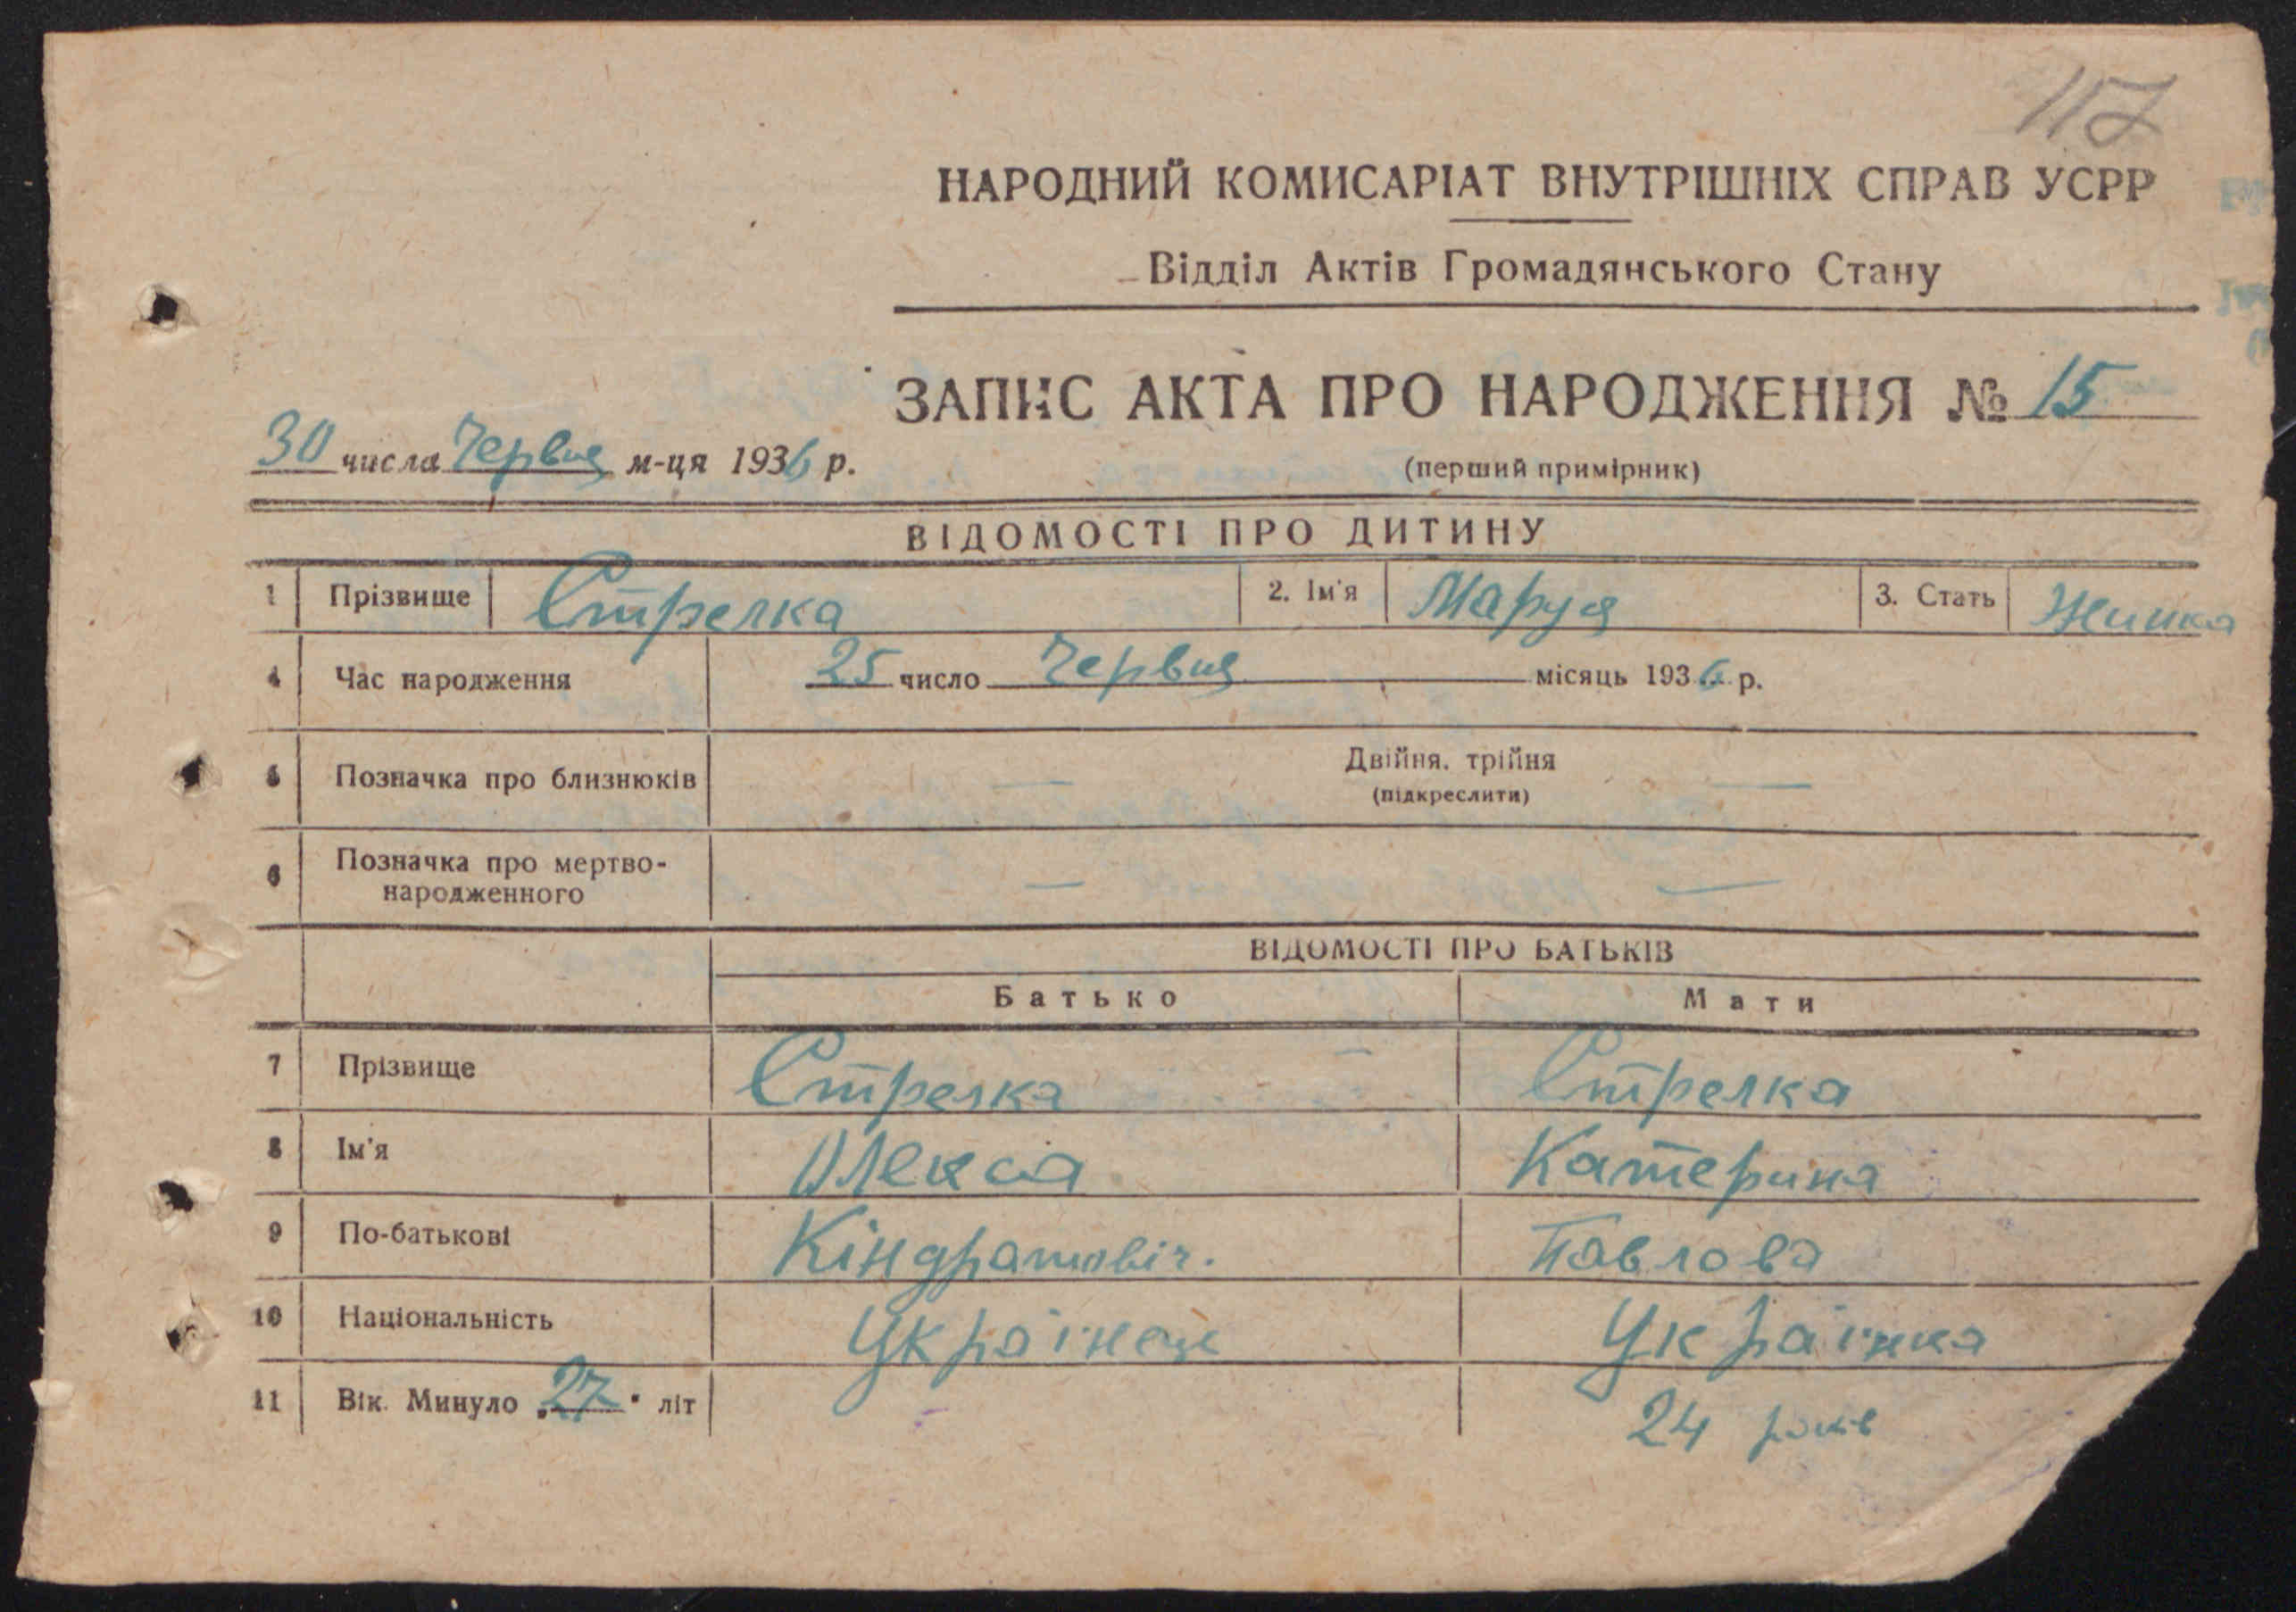 117
НАРОДНИЙ КОМИСАРІАТ ВНУТРІШНІХ СПРАВ УСРР
Відділ Актів Громадянського Стану
ЗАПИС АКТА ПРО НАРОДЖЕННЯ № 15
30 числа Червня м-ця 1936 р.
(перший примірник)
ВІДОМОСТІ ПРО ДИТИНУ
1 Прізвище Стрелка 2. Ім'я Маруся 3. Стать Жинка
4 Час народження 25 число Червня місяць 1936 р.
5 Позначка про близнюків Двійня, трійня
(підкреслити)
6 Позначка про мертво-
народженного
ВІДОМОСТІ ПРО БАТЬКІВ
Батько Мати
7 Прізвище Стрелка Стрелка
8 Ім'я Олекса Катерина
9 По-батькові Кіндратовіч. Павлова
10 Національність Українець Українка
11 Вік. Минуло „27" літ 24 років